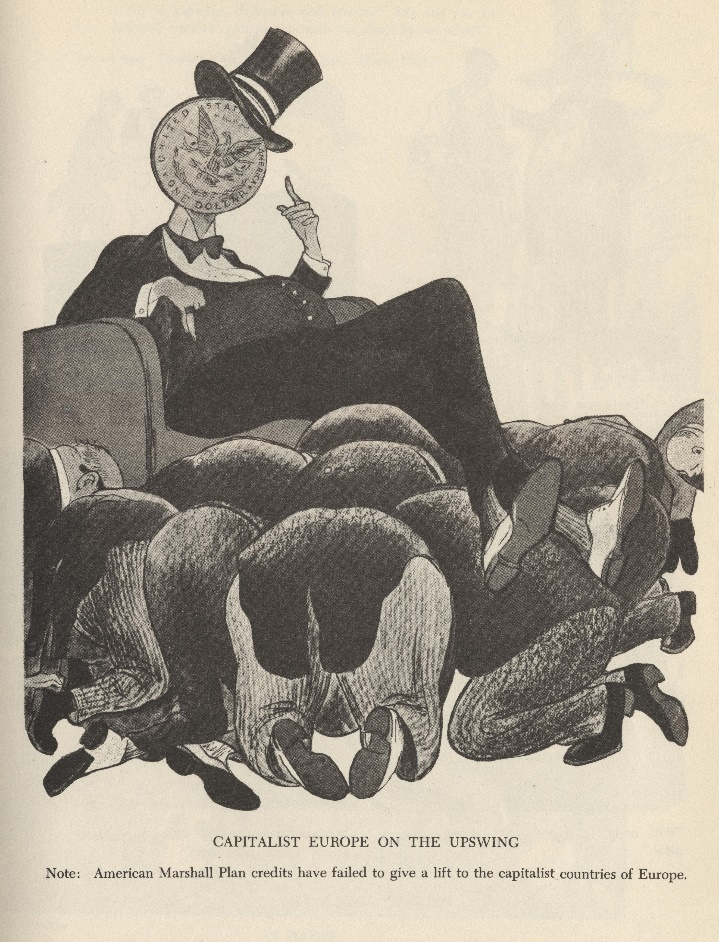 UNITED STATES
AMERICA
ONE DOLLAR
CAPITALIST EUROPE ON THE UPSWING
Note: American Marshall Plan credits have failed to give a lift to the capitalist countries of Europe.